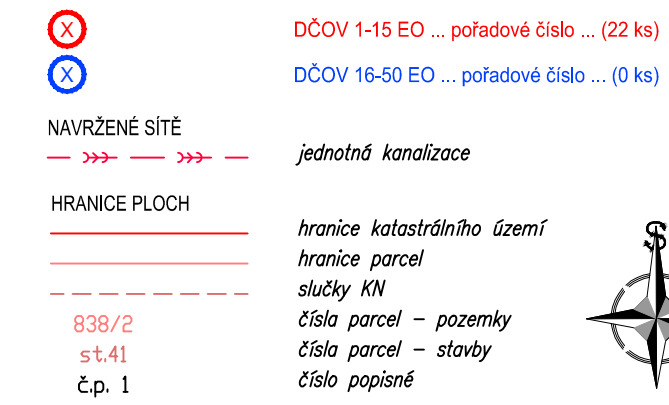 X DČOV 1-15 EO ... pořadové číslo ... (22 ks)
X DČOV 16-50 EO ... pořadové číslo ... (0 ks)
NAVRŽENÉ SÍTĚ
jednotná kanalizace
HRANICE PLOCH
hranice katastrálního území
hranice parcel
slučky KN
838/2 čísla parcel – pozemky
st.41 čísla parcel – stavby
č.p. 1 číslo popisné
S